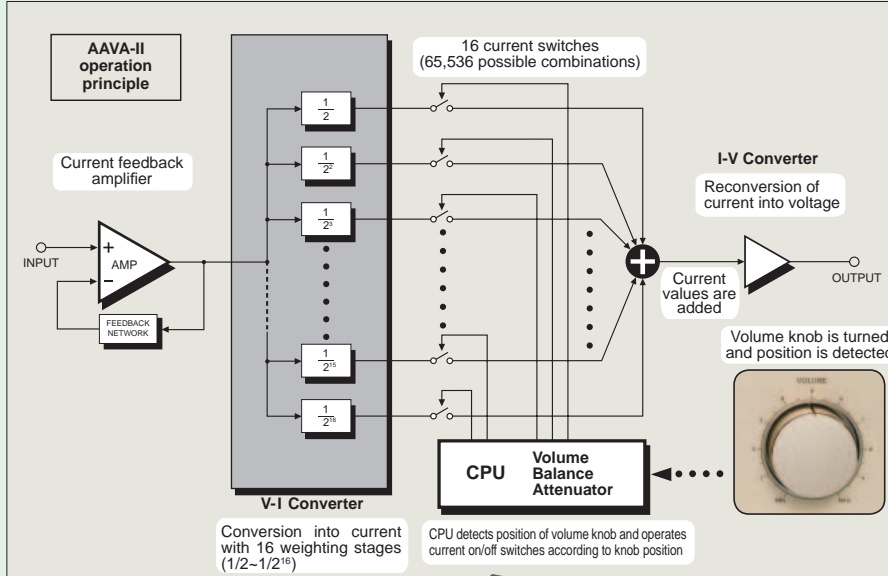 AAVA-II
operation
principle
16 current switches
(65,536 possible combinations)
Current feedback
amplifier
INPUT
+
−
AMP
FEEDBACK
NETWORK
1
2
1
2²
1
2³
1
2¹⁵
1
2¹⁶
V-I Converter
Conversion into current
with 16 weighting stages
(1/2~1/2¹⁶)
+
I-V Converter
Reconversion of
current into voltage
OUTPUT
Current
values are
added
Volume knob is turned
and position is detected
VOLUME
CPU
Volume
Balance
Attenuator
CPU detects position of volume knob and operates
current on/off switches according to knob position